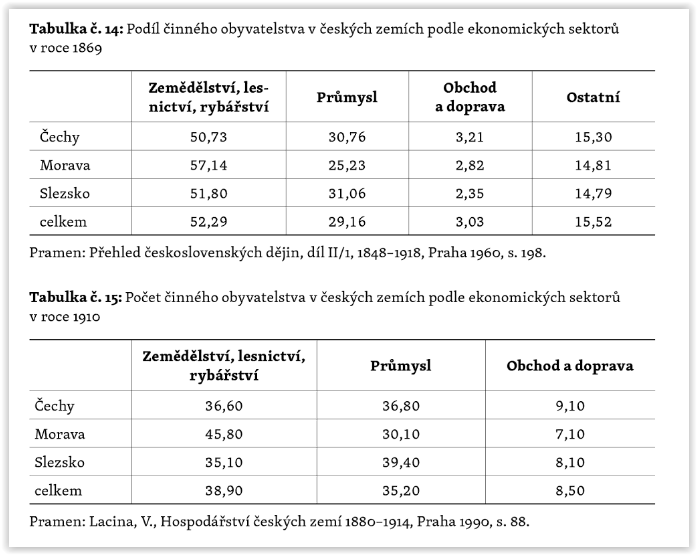 Tabulka č. 14: Podíl činného obyvatelstva v českých zemích podle ekonomických sektorů
v roce 1869
Zemědělství, les- Průmysl Obchod Ostatní
nictví, rybářství a doprava
Čechy 50,73 30,76 3,21 15,30
Morava 57,14 25,23 2,82 14,81
Slezsko 51,80 31,06 2,35 14,79
celkem 52,29 29,16 3,03 15,52
Pramen: Přehled československých dějin, díl II/1, 1848–1918, Praha 1960, s. 198.
Tabulka č. 15: Počet činného obyvatelstva v českých zemích podle ekonomických sektorů
v roce 1910
Zemědělství, lesnictví, Průmysl Obchod a doprava
rybářství
Čechy 36,60 36,80 9,10
Morava 45,80 30,10 7,10
Slezsko 35,10 39,40 8,10
celkem 38,90 35,20 8,50
Pramen: Lacina, V., Hospodářství českých zemí 1880–1914, Praha 1990, s. 88.